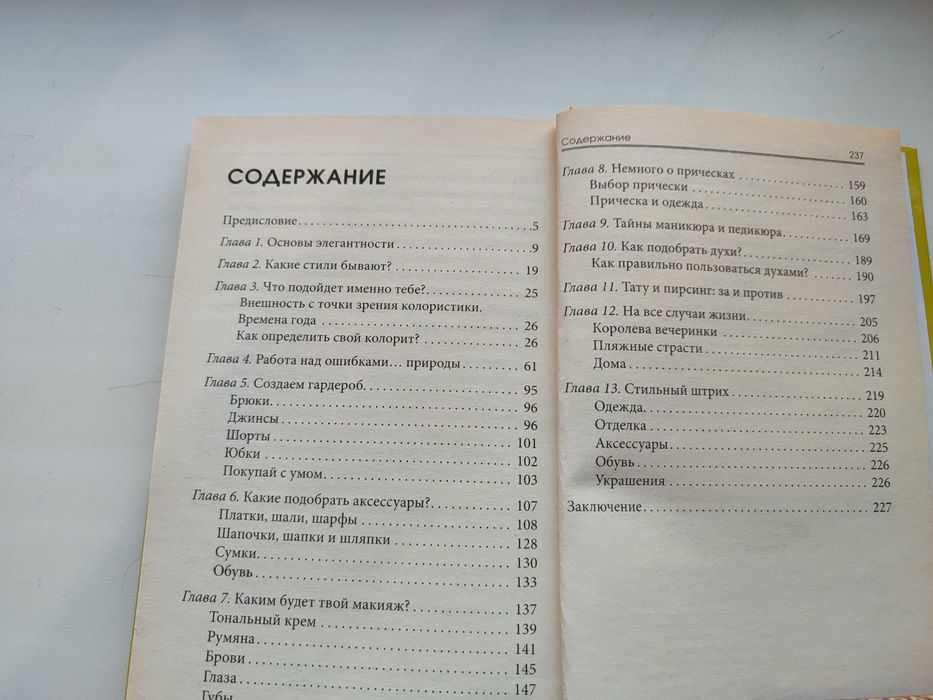 СОДЕРЖАНИЕ
Предисловие. . . . . . . . . . . . . . . . . . . . . . 5
Глава 1. Основы элегантности . . . . . . . . . . . . . 9
Глава 2. Какие стили бывают? . . . . . . . . . . . . . 19
Глава 3. Что подойдет именно тебе?. . . . . . . . . . . 25
Внешность с точки зрения колористики.
Времена года . . . . . . . . . . . . . . . . . . . . . 26
Как определить свой колорит? . . . . . . . . . . . . . 26
Глава 4. Работа над ошибками… природы . . . . . . . . . 61
Глава 5. Создаем гардероб. . . . . . . . . . . . . . . 95
Брюки. . . . . . . . . . . . . . . . . . . . . . . . . 96
Джинсы . . . . . . . . . . . . . . . . . . . . . . . . 96
Шорты . . . . . . . . . . . . . . . . . . . . . . . . 101
Юбки . . . . . . . . . . . . . . . . . . . . . . . . . 102
Покупай с умом. . . . . . . . . . . . . . . . . . . . . 103
Глава 6. Какие подобрать аксессуары?. . . . . . . . . . 107
Платки, шали, шарфы . . . . . . . . . . . . . . . . . . 108
Шапочки, шапки и шляпки . . . . . . . . . . . . . . . . 128
Сумки. . . . . . . . . . . . . . . . . . . . . . . . . 130
Обувь . . . . . . . . . . . . . . . . . . . . . . . . . 133
Глава 7. Каким будет твой макияж? . . . . . . . . . . . 137
Тональный крем . . . . . . . . . . . . . . . . . . . . 139
Румяна. . . . . . . . . . . . . . . . . . . . . . . . . 141
Брови . . . . . . . . . . . . . . . . . . . . . . . . . 145
Глаза . . . . . . . . . . . . . . . . . . . . . . . . . 147
Губы
Содержание 237
Глава 8. Немного о прическах . . . . . . . . . . . . . 159
Выбор прически . . . . . . . . . . . . . . . . . . . . 160
Прическа и одежда. . . . . . . . . . . . . . . . . . . 163
Глава 9. Тайны маникюра и педикюра. . . . . . . . . . . 169
Глава 10. Как подобрать духи? . . . . . . . . . . . . . 189
Как правильно пользоваться духами? . . . . . . . . . . 190
Глава 11. Тату и пирсинг: за и против . . . . . . . . . 197
Глава 12. На все случаи жизни. . . . . . . . . . . . . 205
Королева вечеринки . . . . . . . . . . . . . . . . . . 206
Пляжные страсти . . . . . . . . . . . . . . . . . . . . 211
Дома . . . . . . . . . . . . . . . . . . . . . . . . . 214
Глава 13. Стильный штрих . . . . . . . . . . . . . . . 219
Одежда. . . . . . . . . . . . . . . . . . . . . . . . . 220
Отделка . . . . . . . . . . . . . . . . . . . . . . . . 223
Аксессуары . . . . . . . . . . . . . . . . . . . . . . 225
Обувь . . . . . . . . . . . . . . . . . . . . . . . . . 226
Украшения . . . . . . . . . . . . . . . . . . . . . . . 226
Заключение. . . . . . . . . . . . . . . . . . . . . . . 227